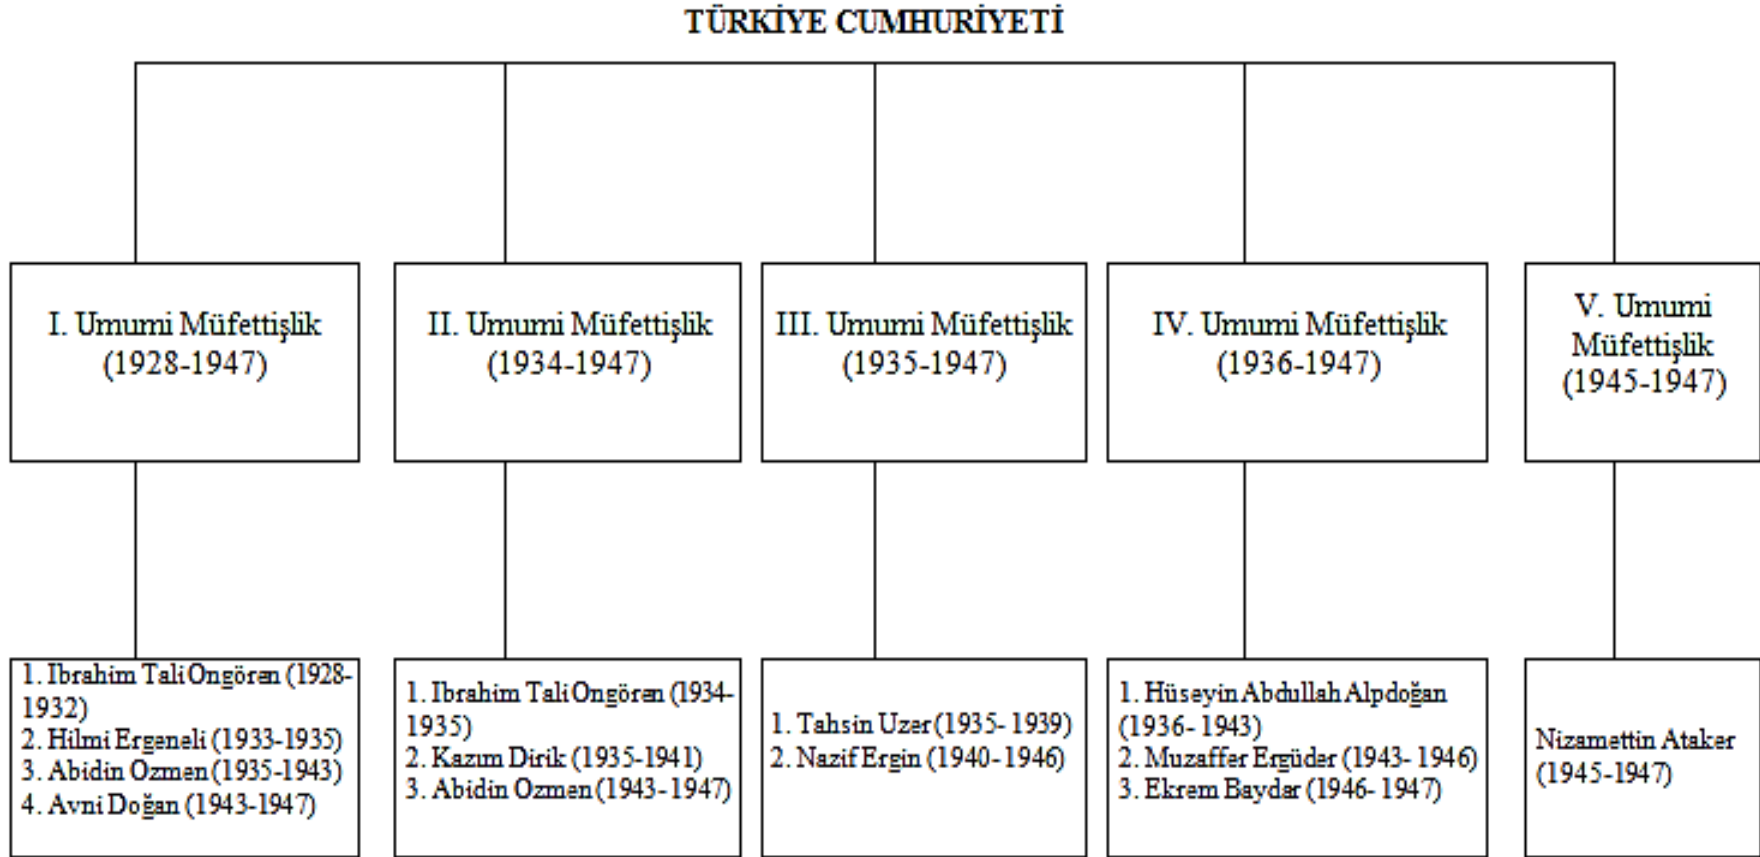 TÜRKİYE CUMHURİYETİ
I. Umumi Müfettişlik
(1928-1947)
II. Umumi Müfettişlik
(1934-1947)
III. Umumi Müfettişlik
(1935-1947)
IV. Umumi Müfettişlik
(1936-1947)
V. Umumi
Müfettişlik
(1945-1947)
1. Ibrahim Tali Ongören (1928-
1932)
2. Hilmi Ergeneli (1933-1935)
3. Abidin Ozmen (1935-1943)
4. Avni Doğan (1943-1947)
1. Ibrahim Tali Ongören (1934-
1935)
2. Kazım Dirik (1935-1941)
3. Abidin Ozmen (1943-1947)
1. Tahsin Uzer (1935- 1939)
2. Nazif Ergin (1940- 1946)
1. Hüseyin Abdullah Alpdoğan
(1936- 1943)
2. Muzaffer Ergüder (1943- 1946)
3. Ekrem Baydar (1946- 1947)
Nizamettin Ataker
(1945-1947)